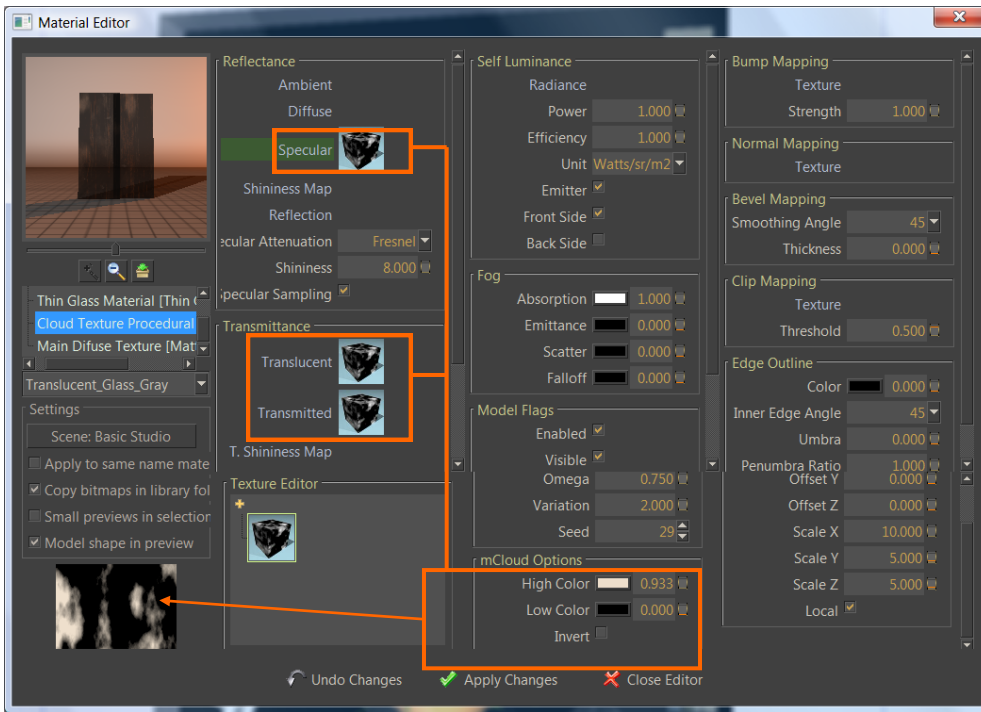 Material Editor
Reflectance
Ambient
Diffuse
Specular
Shininess Map
Reflection
ecular Attenuation Fresnel
Shininess 8.000
pecular Sampling
Transmittance
Translucent
Transmitted
T. Shininess Map
Texture Editor
Self Luminance
Radiance
Power 1.000
Efficiency 1.000
Unit Watts/sr/m2
Emitter
Front Side
Back Side
Fog
Absorption 1.000
Emittance 0.000
Scatter 0.000
Falloff 0.000
Model Flags
Enabled
Visible
Omega 0.750
Variation 2.000
Seed 29
mCloud Options
High Color 0.933
Low Color 0.000
Invert
Bump Mapping
Texture
Strength 1.000
Normal Mapping
Texture
Bevel Mapping
Smoothing Angle 45
Thickness 0.000
Clip Mapping
Texture
Threshold 0.500
Edge Outline
Color 0.000
Inner Edge Angle 45
Umbra 0.000
Penumbra Ratio 1.000
Offset Y 0.000
Offset Z 0.000
Scale X 10.000
Scale Y 5.000
Scale Z 5.000
Local
Thin Glass Material [Thin
Cloud Texture Procedural
Main Difuse Texture [Mat
Translucent_Glass_Gray
Settings
Scene: Basic Studio
Apply to same name mate
Copy bitmaps in library fol
Small previews in selection
Model shape in preview
Undo Changes
Apply Changes
Close Editor